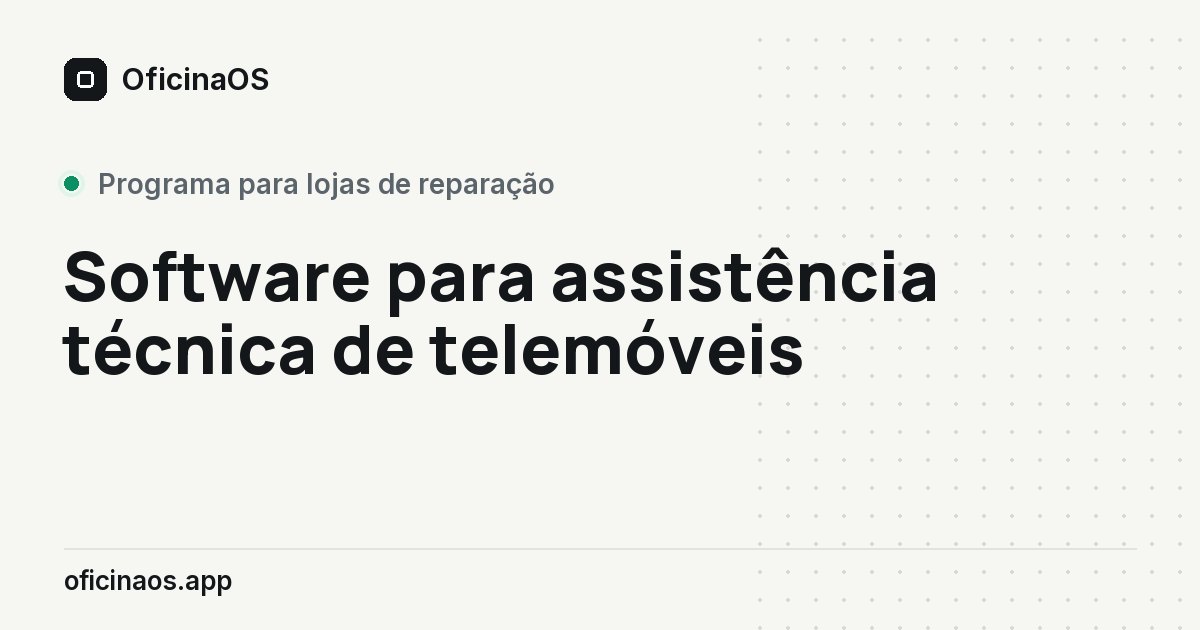 OficinaOS
Programa para lojas de reparação
Software para assistência
técnica de telemóveis
oficinaos.app